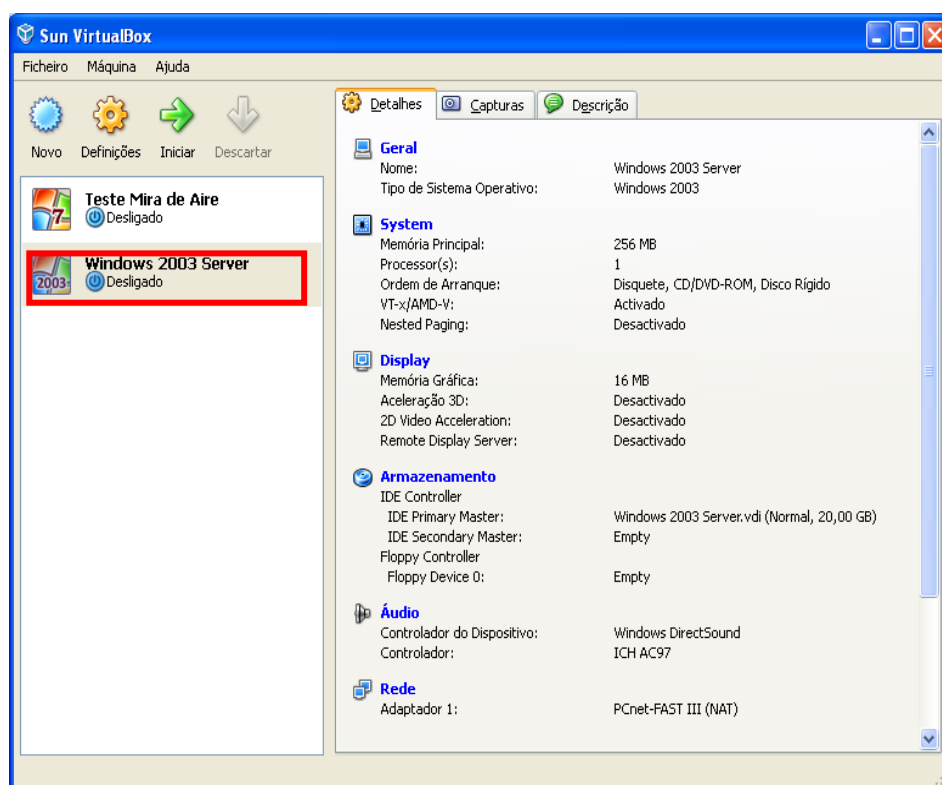 Sun VirtualBox
Ficheiro Máquina Ajuda
Novo Definições Iniciar Descartar
Teste Mira de Aire
Desligado
Windows 2003 Server
Desligado
Detalhes Capturas Descrição
Geral
Nome: Windows 2003 Server
Tipo de Sistema Operativo: Windows 2003
System
Memória Principal: 256 MB
Processor(s): 1
Ordem de Arranque: Disquete, CD/DVD-ROM, Disco Rígido
VT-x/AMD-V: Activado
Nested Paging: Desactivado
Display
Memória Gráfica: 16 MB
Aceleração 3D: Desactivado
2D Video Acceleration: Desactivado
Remote Display Server: Desactivado
Armazenamento
IDE Controller
IDE Primary Master: Windows 2003 Server.vdi (Normal, 20,00 GB)
IDE Secondary Master: Empty
Floppy Controller
Floppy Device 0: Empty
Áudio
Controlador do Dispositivo: Windows DirectSound
Controlador: ICH AC97
Rede
Adaptador 1: PCnet-FAST III (NAT)